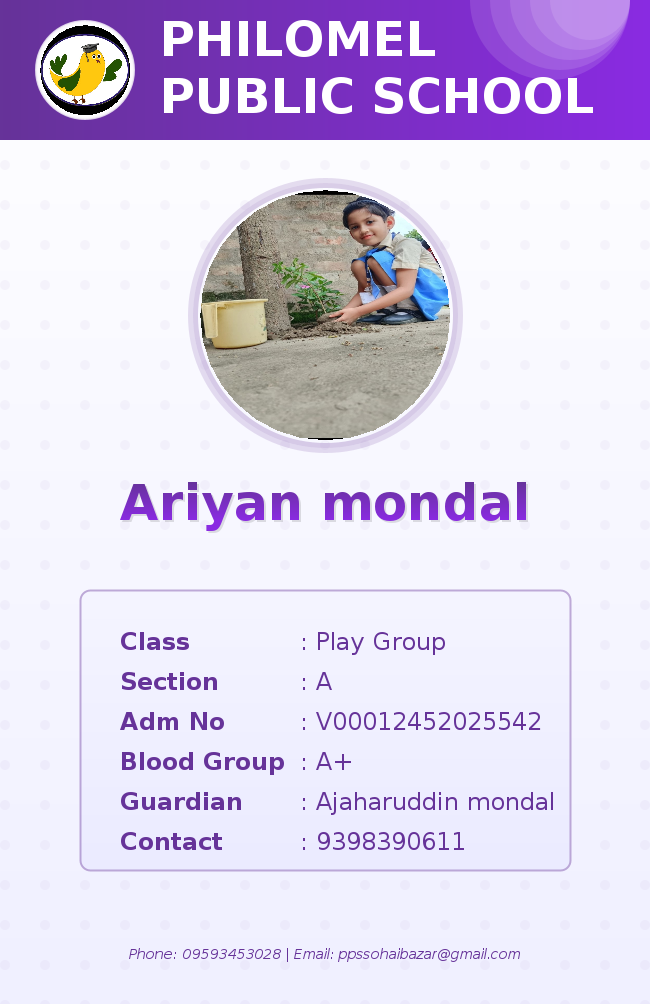 PHILOMEL
PUBLIC SCHOOL
Ariyan mondal
Class : Play Group
Section : A
Adm No : V00012452025542
Blood Group : A+
Guardian : Ajaharuddin mondal
Contact : 9398390611
Phone: 09593453028 | Email: ppssohaibazar@gmail.com